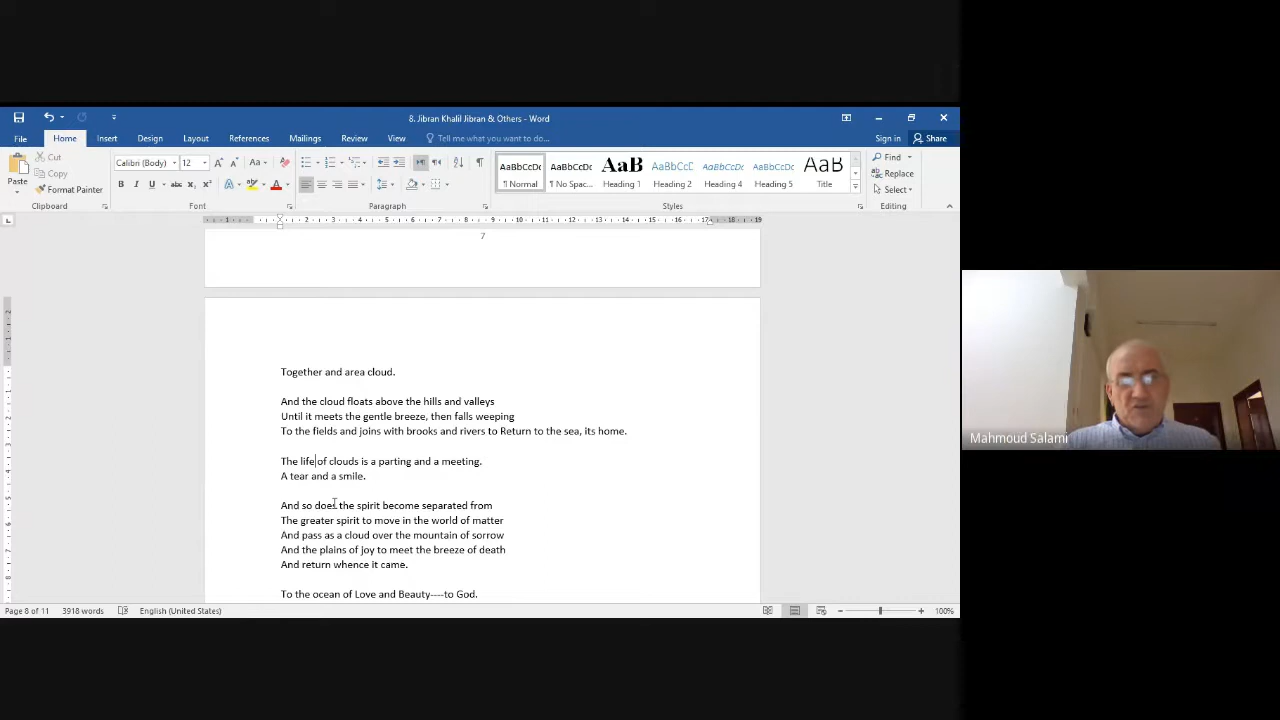 8. Jibran Khalil Jibran & Others - Word
File Home Insert Design Layout References Mailings Review View Tell me what you want to do... Sign in Share
Paste
Cut
Copy
Format Painter
Clipboard
Calibri (Body) 12
Font
Paragraph
AaBbCcDc AaBbCcDc AaB AaBbCcC AaBbCcDc AaBbCcDc AaB
¶ Normal ¶ No Spac... Heading 1 Heading 2 Heading 4 Heading 5 Title
Styles
Find
Replace
Select
Editing
7
Together and area cloud.
And the cloud floats above the hills and valleys
Until it meets the gentle breeze, then falls weeping
To the fields and joins with brooks and rivers to Return to the sea, its home.
The life of clouds is a parting and a meeting.
A tear and a smile.
And so does the spirit become separated from
The greater spirit to move in the world of matter
And pass as a cloud over the mountain of sorrow
And the plains of joy to meet the breeze of death
And return whence it came.
To the ocean of Love and Beauty----to God.
Page 8 of 11 3918 words English (United States) 100%
Mahmoud Salami